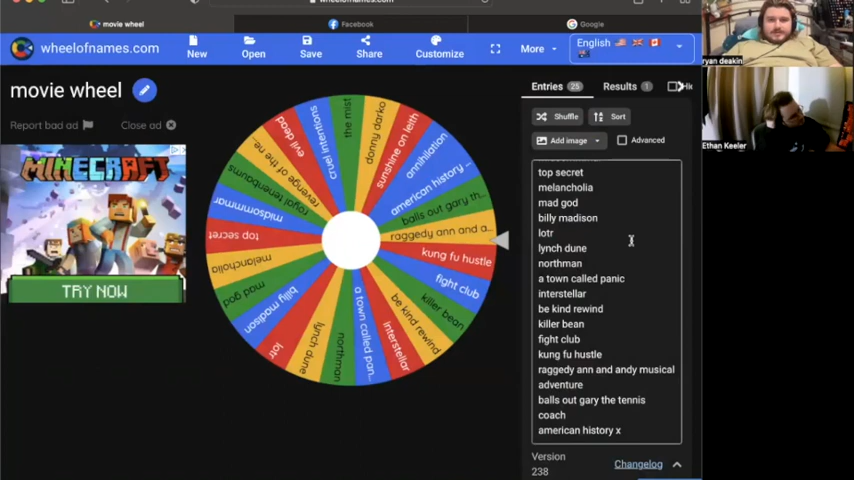 movie wheel
Facebook
Google
wheelofnames.com
New
Open
Save
Share
Customize
More
English
movie wheel
Report bad ad
Close ad
MINECRAFT
TRY NOW
the mist
donny darko
sunshine on leith
annihilation
american history ...
balls out gary th...
raggedy ann and a...
kung fu hustle
fight club
killer bean
be kind rewind
interstellar
a town called pan...
northman
lynch dune
lotr
billy madison
mad god
melancholia
top secret
midsommar
royal tenenbaums
revenge of the ne...
evil dead
cruel intentions
Entries 25
Results 1
Shuffle
Sort
Add image
Advanced
top secret
melancholia
mad god
billy madison
lotr
lynch dune
northman
a town called panic
interstellar
be kind rewind
killer bean
fight club
kung fu hustle
raggedy ann and andy musical
adventure
balls out gary the tennis
coach
american history x
Version
238
Changelog
ryan deakin
Ethan Keeler